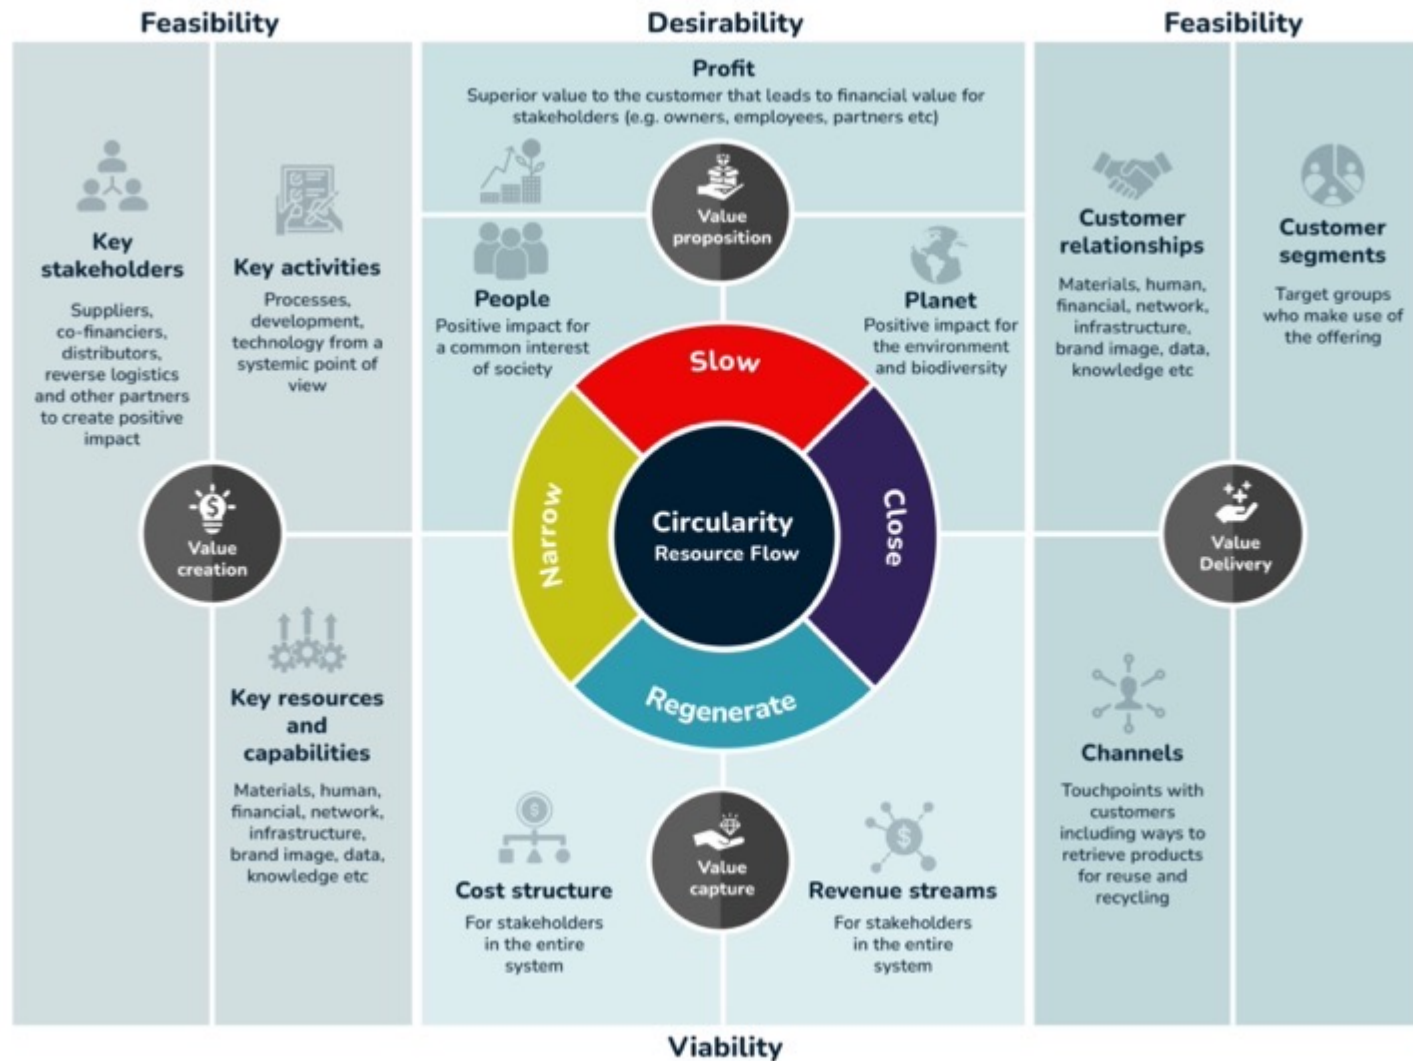 Feasibility
Desirability
Feasibility
Profit
Superior value to the customer that leads to financial value for
stakeholders (e.g. owners, employees, partners etc)
Value
proposition
Key
stakeholders
Suppliers,
co-financiers,
distributors,
reverse logistics
and other partners
to create positive
impact
Key activities
Processes,
development,
technology from a
systemic point of
view
People
Positive impact for
a common interest
of society
Planet
Positive impact for
the environment
and biodiversity
Customer
relationships
Materials, human,
financial, network,
infrastructure,
brand image, data,
knowledge etc
Customer
segments
Target groups
who make use of
the offering
Slow
Narrow
Close
Regenerate
Circularity
Resource Flow
$
Value
creation
Value
Delivery
Key resources
and
capabilities
Materials, human,
financial, network,
infrastructure,
brand image, data,
knowledge etc
$
Cost structure
For stakeholders
in the entire
system
Value
capture
$
Revenue streams
For stakeholders
in the entire
system
Channels
Touchpoints with
customers
including ways to
retrieve products
for reuse and
recycling
Viability